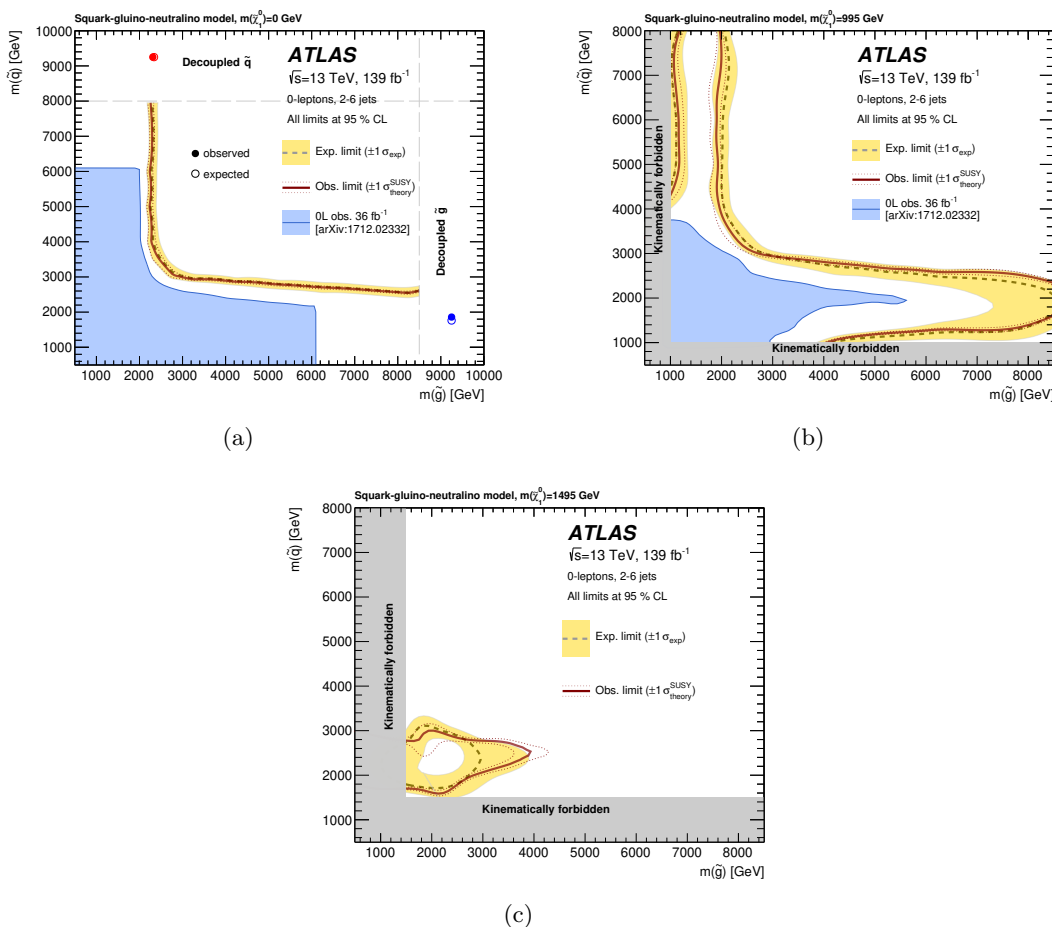 Squark-gluino-neutralino model, m(χ̃₁⁰)=0 GeV
m(q̃) [GeV]
10000
9000
8000
7000
6000
5000
4000
3000
2000
1000
Decoupled q̃
ATLAS
√s=13 TeV, 139 fb⁻¹
0-leptons, 2-6 jets
All limits at 95 % CL
observed
expected
Exp. limit (±1 σ_exp)
Obs. limit (±1 σ_theory^SUSY)
0L obs. 36 fb⁻¹
[arXiv:1712.02332]
Decoupled g̃
1000 2000 3000 4000 5000 6000 7000 8000 9000 10000
m(g̃) [GeV]
(a)
Squark-gluino-neutralino model, m(χ̃₁⁰)=995 GeV
m(q̃) [GeV]
8000
7000
6000
5000
4000
3000
2000
1000
Kinematically forbidden
ATLAS
√s=13 TeV, 139 fb⁻¹
0-leptons, 2-6 jets
All limits at 95 % CL
Exp. limit (±1 σ_exp)
Obs. limit (±1 σ_theory^SUSY)
0L obs. 36 fb⁻¹
[arXiv:1712.02332]
Kinematically forbidden
1000 2000 3000 4000 5000 6000 7000 8000
m(g̃) [GeV]
(b)
Squark-gluino-neutralino model, m(χ̃₁⁰)=1495 GeV
m(q̃) [GeV]
8000
7000
6000
5000
4000
3000
2000
1000
Kinematically forbidden
ATLAS
√s=13 TeV, 139 fb⁻¹
0-leptons, 2-6 jets
All limits at 95 % CL
Exp. limit (±1 σ_exp)
Obs. limit (±1 σ_theory^SUSY)
Kinematically forbidden
1000 2000 3000 4000 5000 6000 7000 8000
m(g̃) [GeV]
(c)